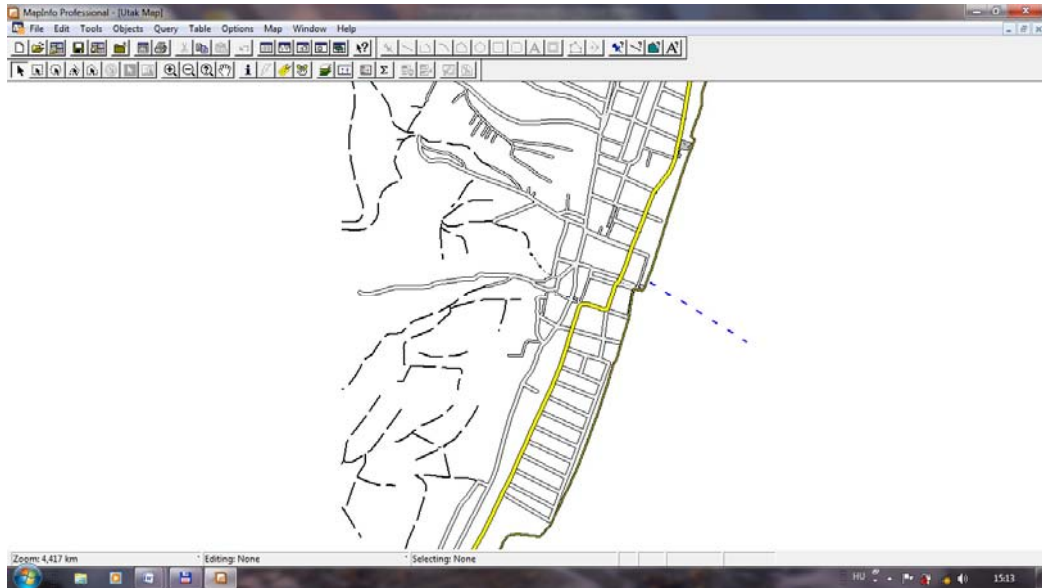 MapInfo Professional - [Utak Map]
File Edit Tools Objects Query Table Options Map Window Help
Zoom: 4,417 km Editing: None Selecting: None
HU 15:13